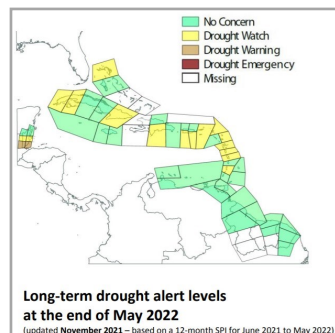 No Concern
Drought Watch
Drought Warning
Drought Emergency
Missing
Long-term drought alert levels
at the end of May 2022
(updated November 2021 – based on a 12-month SPI for June 2021 to May 2022)